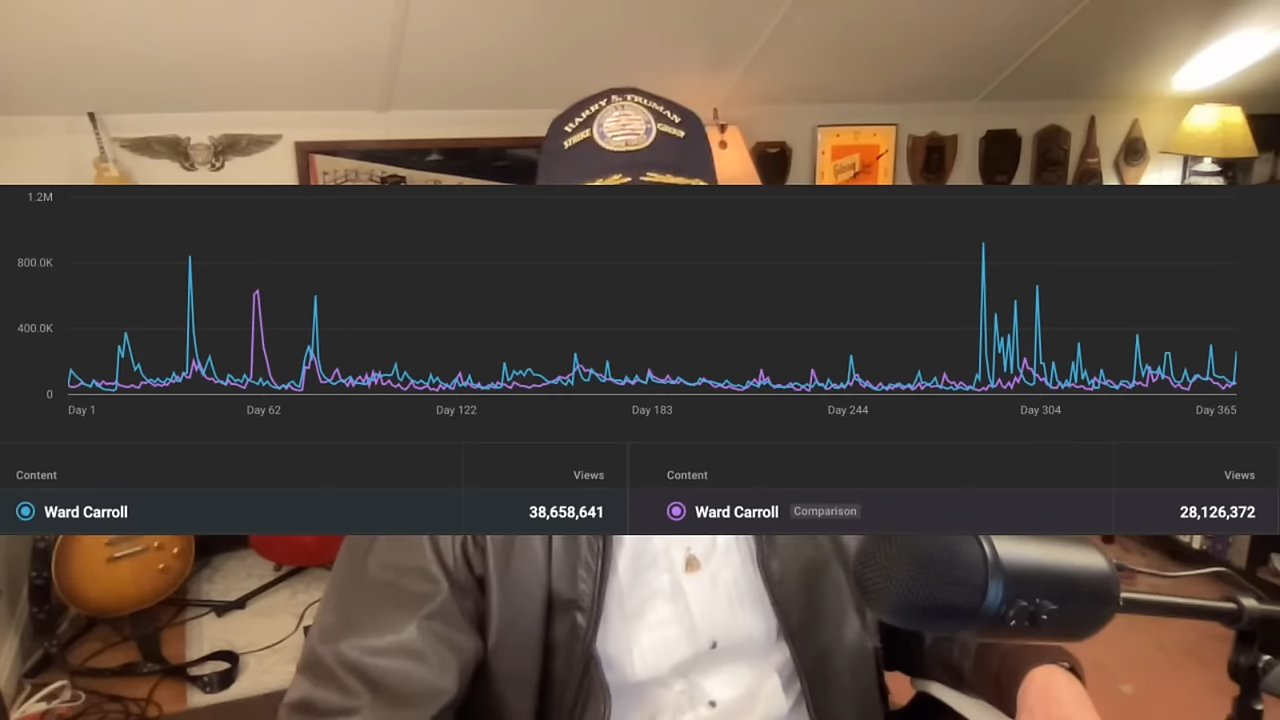 HARRY S. TRUMAN
STRIKE GROUP
1.2M
800.0K
400.0K
0
Day 1
Day 62
Day 122
Day 183
Day 244
Day 304
Day 365
Content
Views
Content
Views
Ward Carroll
38,658,641
Ward Carroll
Comparison
28,126,372